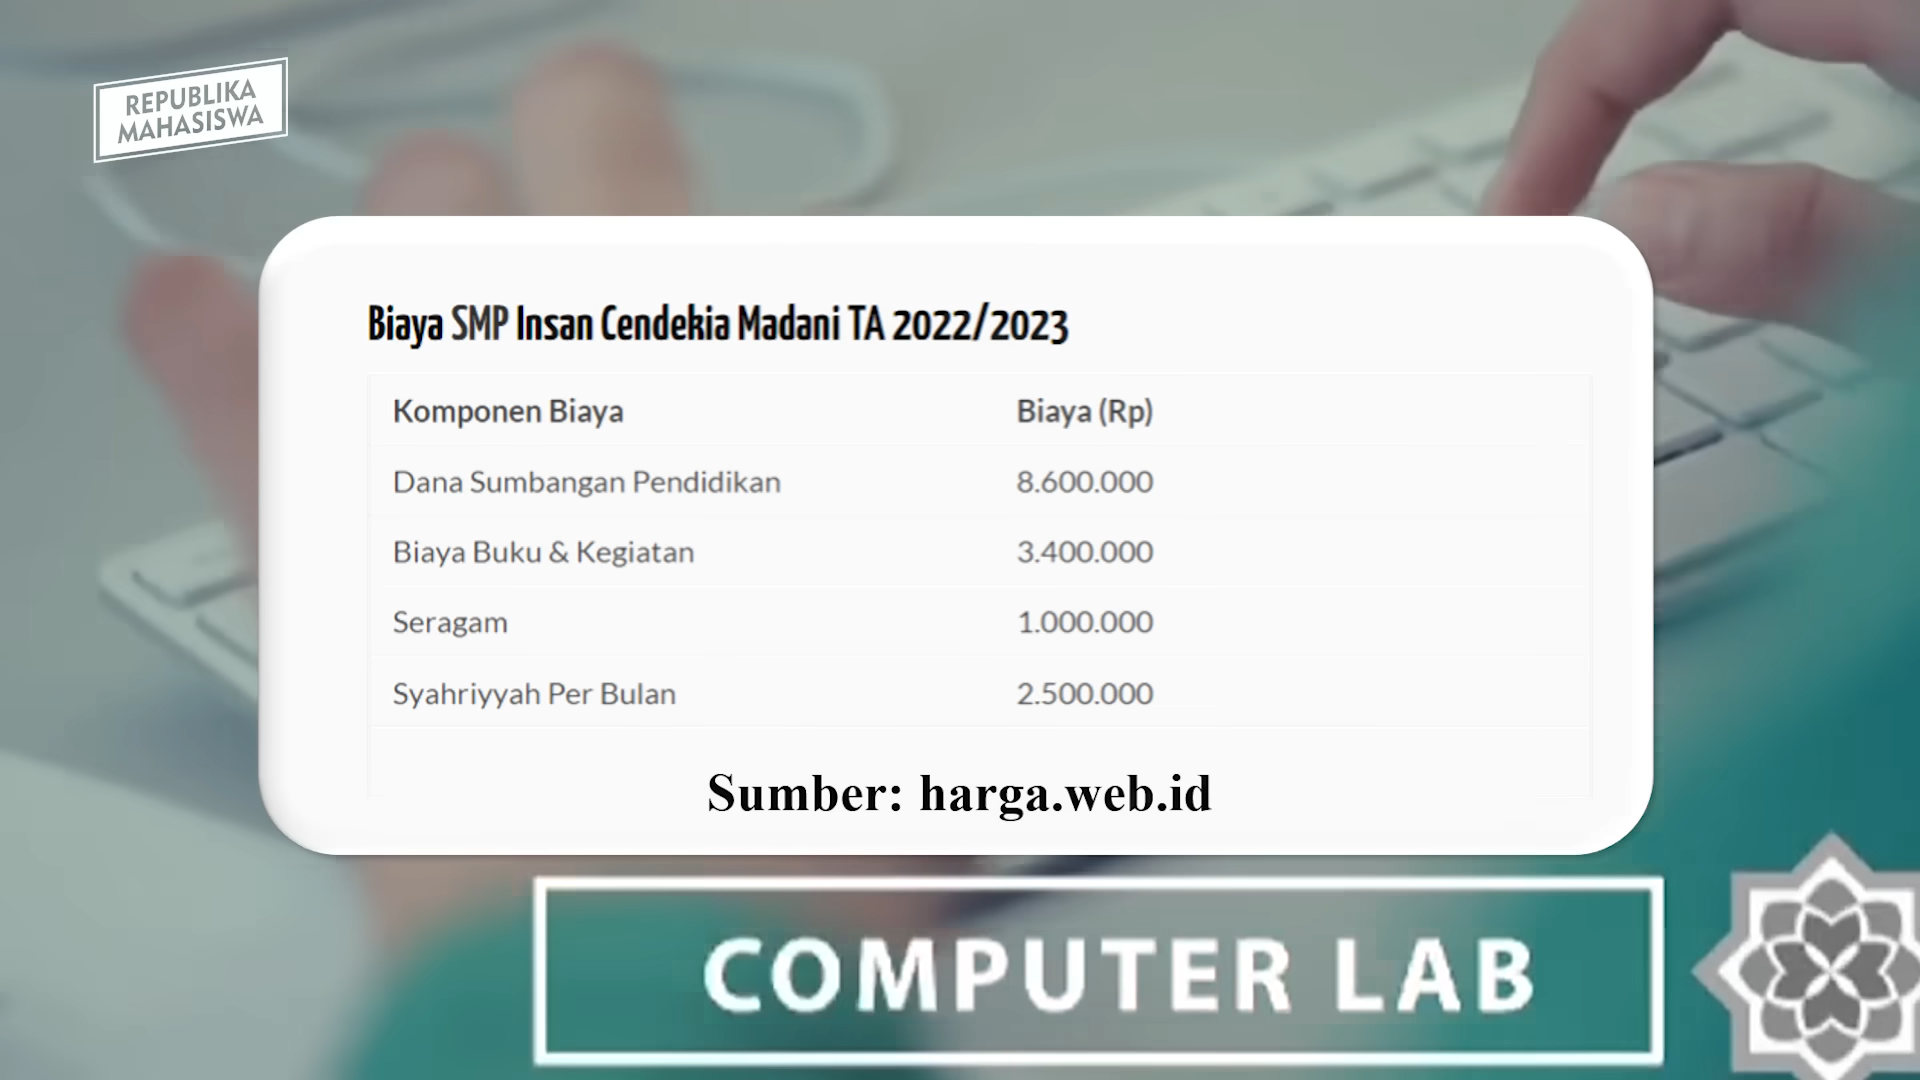 REPUBLIKA
MAHASISWA
Biaya SMP Insan Cendekia Madani TA 2022/2023
Komponen Biaya Biaya (Rp)
Dana Sumbangan Pendidikan 8.600.000
Biaya Buku & Kegiatan 3.400.000
Seragam 1.000.000
Syahriyyah Per Bulan 2.500.000
Sumber: harga.web.id
COMPUTER LAB